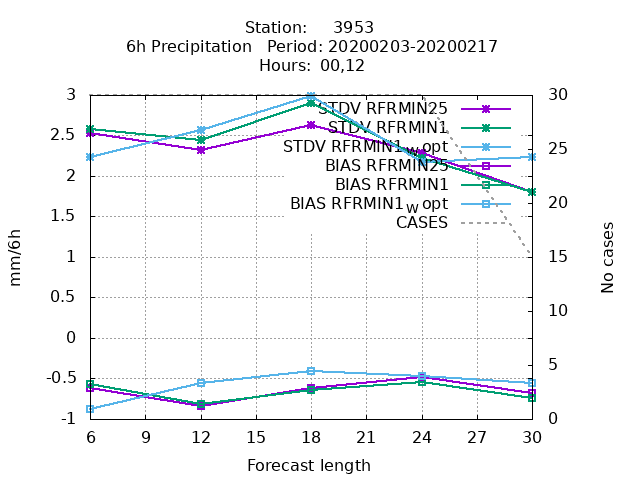 Station: 3953
6h Precipitation Period: 20200203-20200217
Hours: 00,12
3
2.5
2
1.5
1
0.5
0
-0.5
-1
mm/6h
STDV RFRMIN25
STDV RFRMIN1
STDV RFRMIN1w opt
BIAS RFRMIN25
BIAS RFRMIN1
BIAS RFRMIN1w opt
CASES
30
25
20
15
10
5
0
No cases
6 9 12 15 18 21 24 27 30
Forecast length